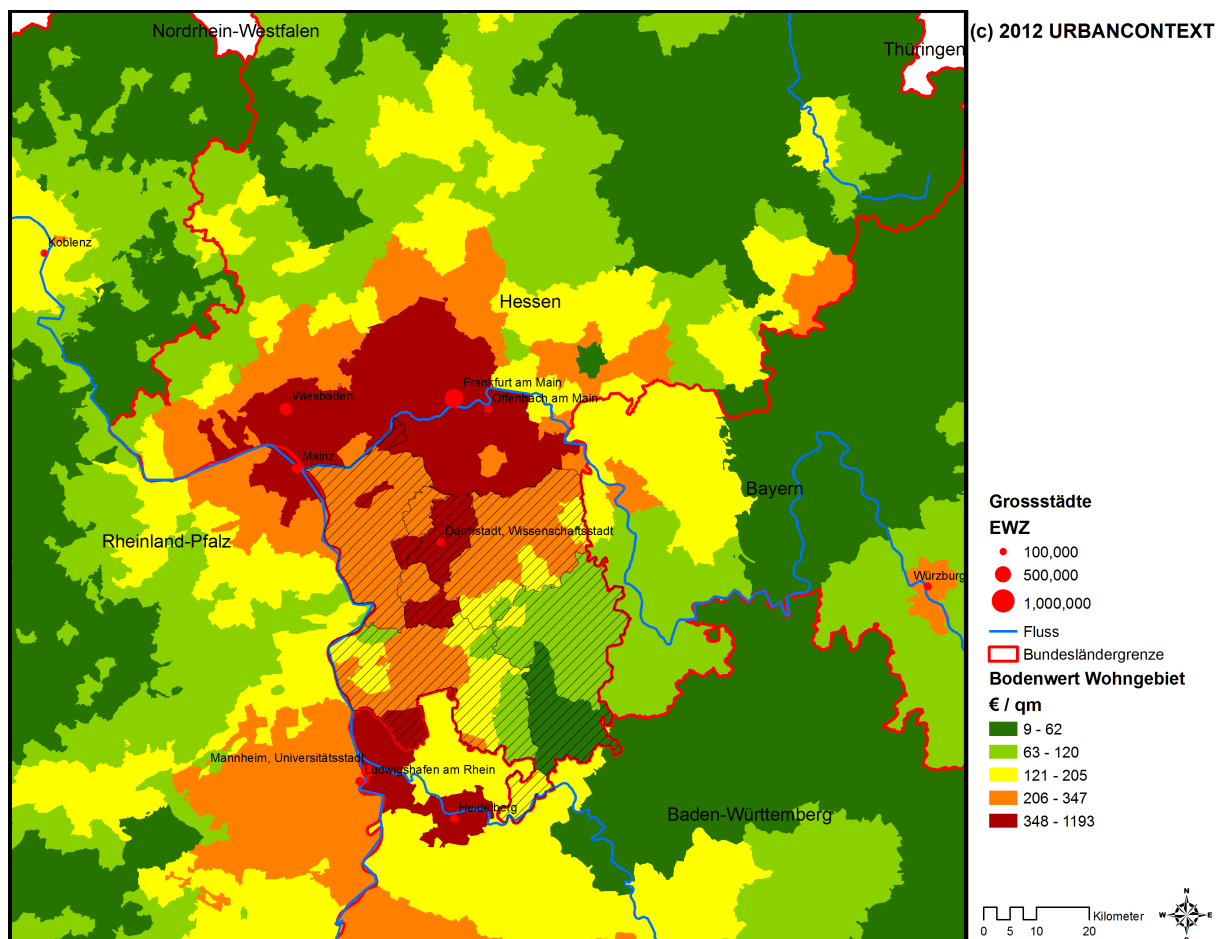 Nordrhein-Westfalen
(c) 2012 URBANCONTEXT
Thüringen
Koblenz
Hessen
Frankfurt am Main
Wiesbaden
Offenbach am Main
Mainz
Bayern
Darmstadt, Wissenschaftsstadt
Rheinland-Pfalz
Würzburg
Mannheim, Universitätsstadt
Ludwigshafen am Rhein
Heidelberg
Baden-Württemberg
Grossstädte
EWZ
100,000
500,000
1,000,000
Fluss
Bundesländergrenze
Bodenwert Wohngebiet
€ / qm
9 - 62
63 - 120
121 - 205
206 - 347
348 - 1193
N
W E
Kilometer
0 5 10 20